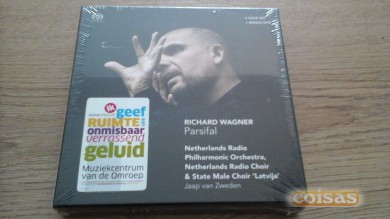 RICHARD WAGNER
Parsifal
Netherlands Radio
Philharmonic Orchestra,
Netherlands Radio Choir
& State Male Choir 'Latvija'
Jaap van Zweden
ik
geef
RUIMTE
onmisbaar
verrassend
geluid
Muziekcentrum
van de Omroep
coisas